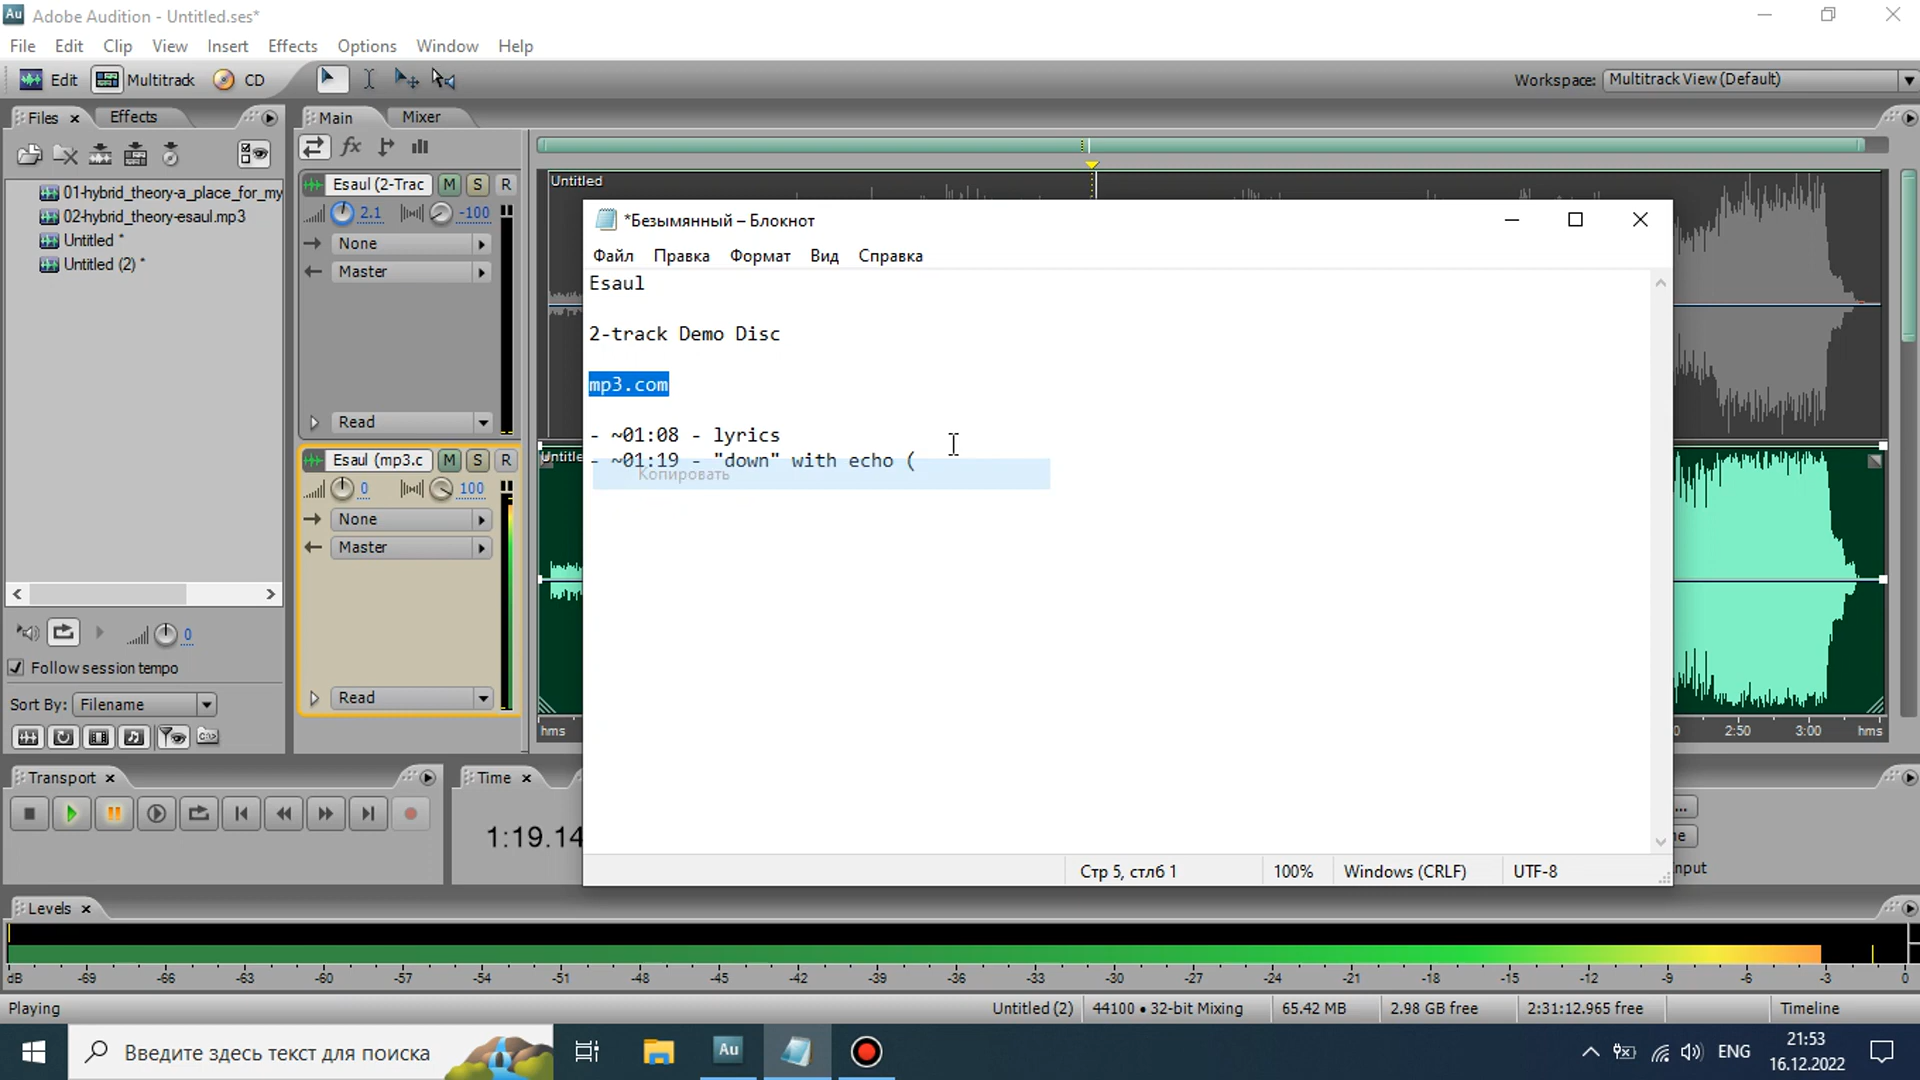 Adobe Audition - Untitled.ses*
File Edit Clip View Insert Effects Options Window Help
Edit Multitrack CD
Workspace: Multitrack View (Default)
Files Effects
Main Mixer
01-hybrid_theory-a_place_for_my
02-hybrid_theory-esaul.mp3
Untitled *
Untitled (2) *
Follow session tempo
Sort By: Filename
0
Esaul (2-Trac M S R
2.1 -100
None
Master
Read
Esaul (mp3.c M S R
0 100
None
Master
Read
Untitled
Untitle
*Безымянный – Блокнот
Файл Правка Формат Вид Справка
Esaul
2-track Demo Disc
mp3.com
- ~01:08 - lyrics
- ~01:19 - "down" with echo (
Копировать
Стр 5, стлб 1 100% Windows (CRLF) UTF-8
hms 0 2:50 3:00 hms
Transport Time
1:19.14
...
ne
nput
Levels
dB -69 -66 -63 -60 -57 -54 -51 -48 -45 -42 -39 -36 -33 -30 -27 -24 -21 -18 -15 -12 -9 -6 -3 0
Playing Untitled (2) 44100 • 32-bit Mixing 65.42 MB 2.98 GB free 2:31:12.965 free Timeline
Введите здесь текст для поиска
Au
ENG
21:53
16.12.2022